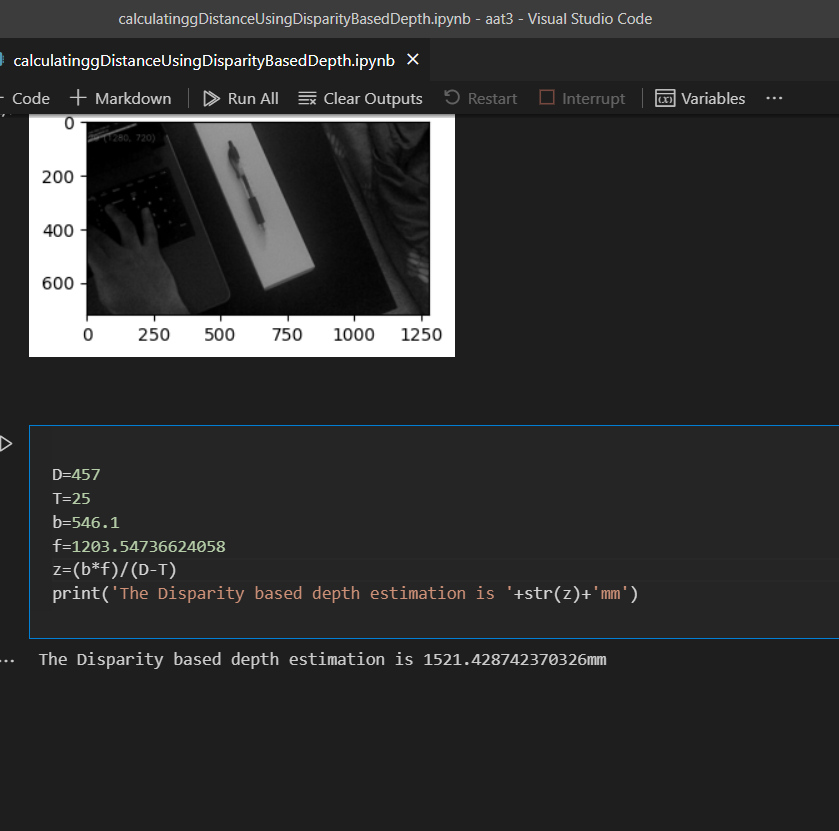 calculatinggDistanceUsingDisparityBasedDepth.ipynb - aat3 - Visual Studio Code
calculatinggDistanceUsingDisparityBasedDepth.ipynb ×
Code + Markdown Run All Clear Outputs Restart Interrupt (x) Variables ...
0
(1280, 720)
200
400
600
0 250 500 750 1000 1250
D=457
T=25
b=546.1
f=1203.54736624058
z=(b*f)/(D-T)
print('The Disparity based depth estimation is '+str(z)+'mm')
... The Disparity based depth estimation is 1521.428742370326mm